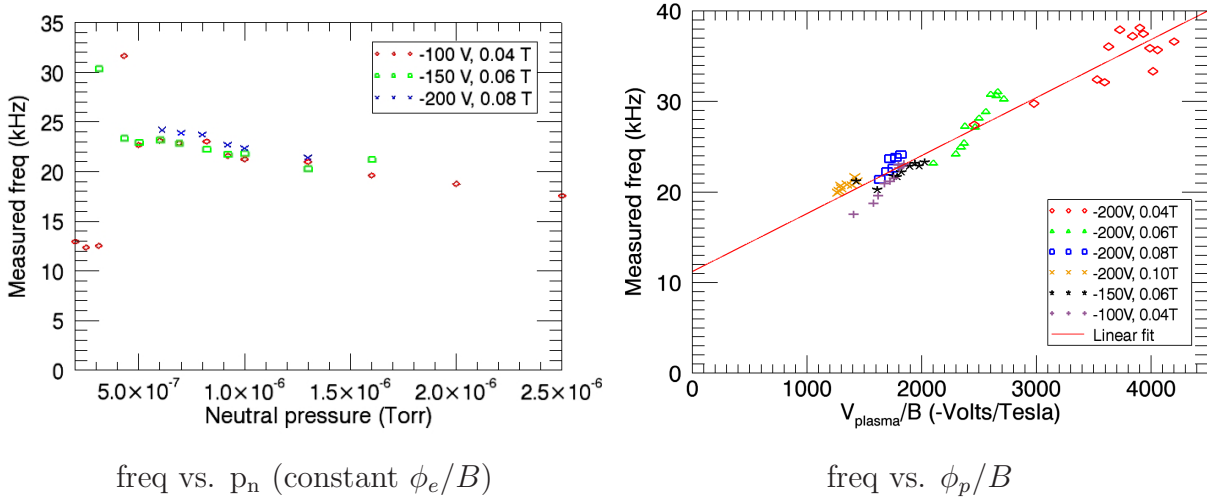 Measured freq (kHz)
35
30
25
20
15
10
5
0
-100 V, 0.04 T
-150 V, 0.06 T
-200 V, 0.08 T
5.0×10⁻⁷ 1.0×10⁻⁶ 1.5×10⁻⁶ 2.0×10⁻⁶ 2.5×10⁻⁶
Neutral pressure (Torr)
freq vs. pₙ (constant ϕₑ/B)
Measured freq (kHz)
40
30
20
10
0
-200V, 0.04T
-200V, 0.06T
-200V, 0.08T
-200V, 0.10T
-150V, 0.06T
-100V, 0.04T
Linear fit
0 1000 2000 3000 4000
V_plasma/B (-Volts/Tesla)
freq vs. ϕₚ/B